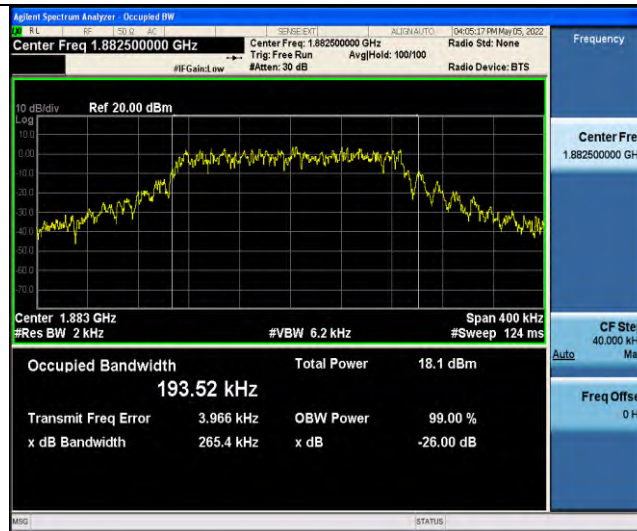 Agilent Spectrum Analyzer - Occupied BW
RL RF 50 Ω AC SENSE:EXT ALIGN AUTO 04:05:17 PM May 05, 2022
Center Freq 1.882500000 GHz
Center Freq: 1.882500000 GHz
Radio Std: None
Trig: Free Run Avg|Hold: 100/100
#IFGain:Low
#Atten: 30 dB
Radio Device: BTS
10 dB/div Ref 20.00 dBm
Log
10.0
0.00
-10.0
-20.0
-30.0
-40.0
-50.0
-60.0
-70.0
Center 1.883 GHz
Span 400 kHz
#Res BW 2 kHz
#VBW 6.2 kHz
#Sweep 124 ms
Occupied Bandwidth
193.52 kHz
Total Power 18.1 dBm
Transmit Freq Error 3.966 kHz
OBW Power 99.00 %
x dB Bandwidth 265.4 kHz
x dB -26.00 dB
MSG
STATUS
Frequency
Center Fre
1.882500000 GH
CF Ste
40.000 kH
Auto Ma
Freq Offse
0 H